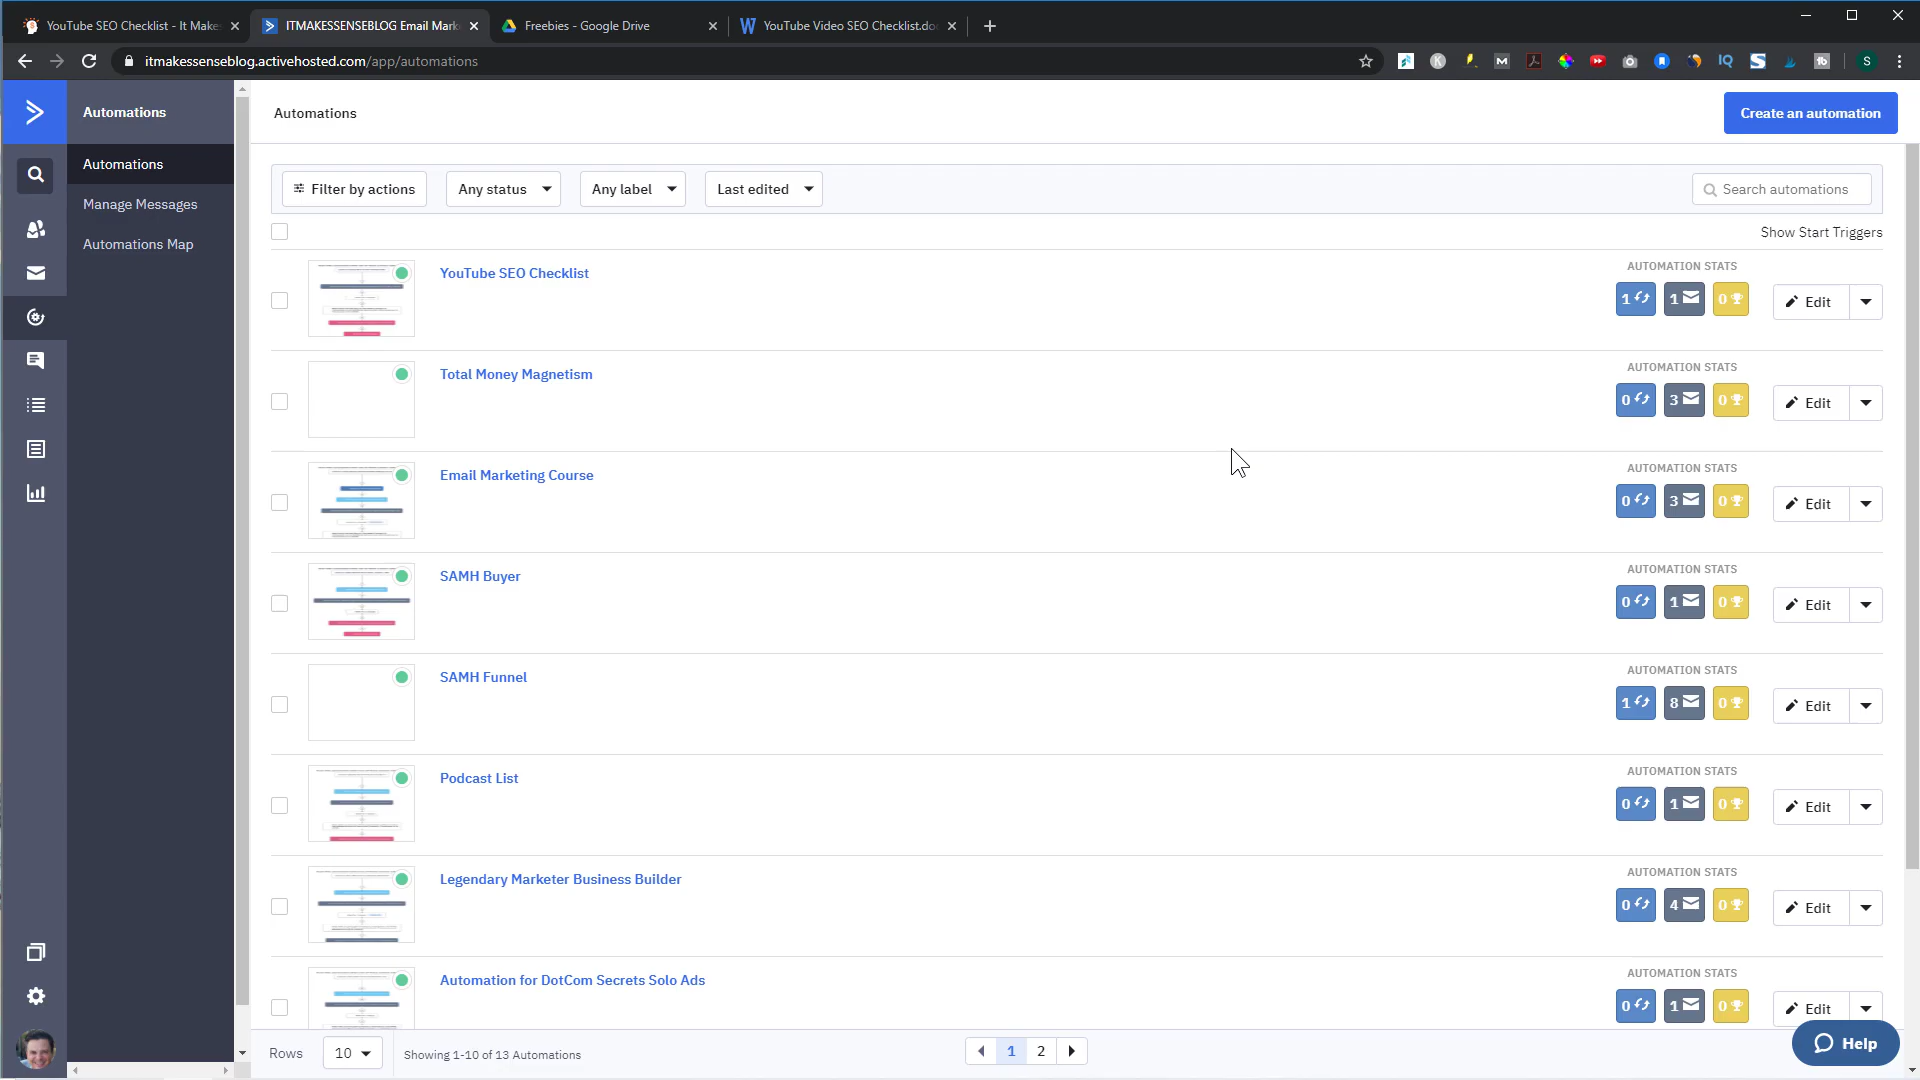 YouTube SEO Checklist - It Make
ITMAKESSENSEBLOG Email Mark
Freebies - Google Drive
YouTube Video SEO Checklist.do
itmakessenseblog.activehosted.com/app/automations
Automations
Automations
Manage Messages
Automations Map
Automations
Create an automation
Filter by actions
Any status
Any label
Last edited
Search automations
Show Start Triggers
YouTube SEO Checklist
AUTOMATION STATS
1 1 0 Edit
Total Money Magnetism
AUTOMATION STATS
0 3 0 Edit
Email Marketing Course
AUTOMATION STATS
0 3 0 Edit
SAMH Buyer
AUTOMATION STATS
0 1 0 Edit
SAMH Funnel
AUTOMATION STATS
1 8 0 Edit
Podcast List
AUTOMATION STATS
0 1 0 Edit
Legendary Marketer Business Builder
AUTOMATION STATS
0 4 0 Edit
Automation for DotCom Secrets Solo Ads
AUTOMATION STATS
0 1 0 Edit
Rows 10 Showing 1-10 of 13 Automations
1 2
Help